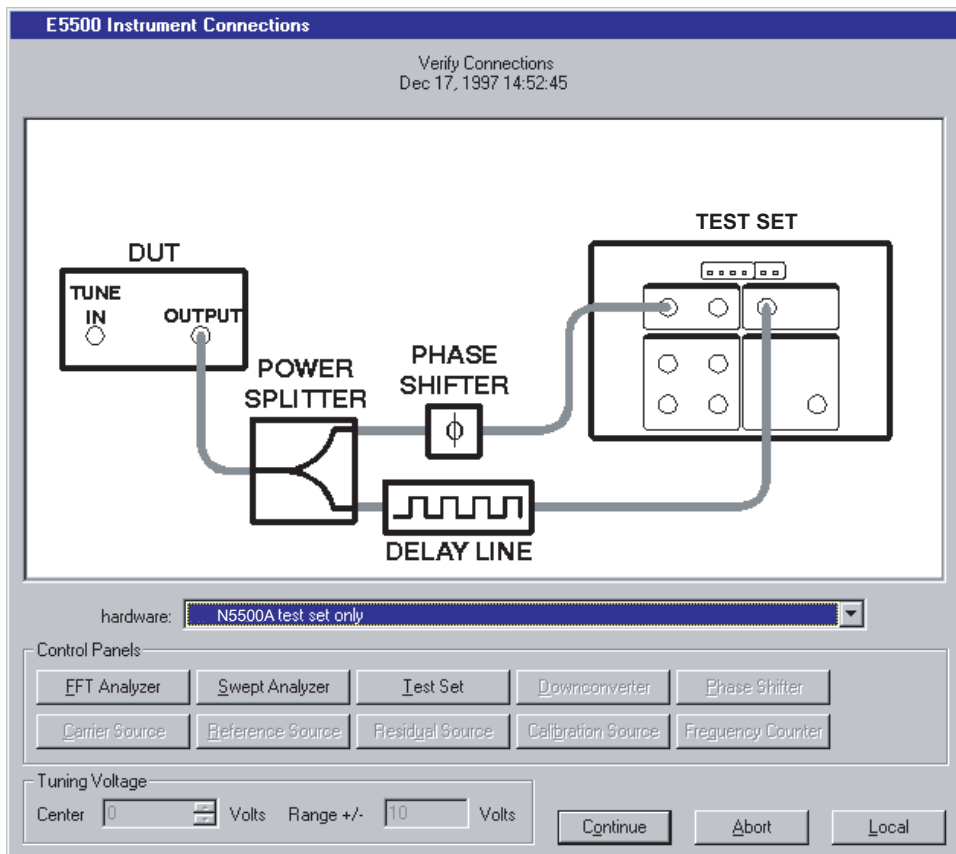 E5500 Instrument Connections
Verify Connections
Dec 17, 1997 14:52:45
TEST SET
DUT
TUNE
IN
OUTPUT
POWER
SPLITTER
PHASE
SHIFTER
ϕ
DELAY LINE
hardware: N5500A test set only
Control Panels
FFT Analyzer Swept Analyzer Test Set Downconverter Phase Shifter
Carrier Source Reference Source Residual Source Calibration Source Frequency Counter
Tuning Voltage
Center 0 Volts Range +/- 10 Volts
Continue Abort Local